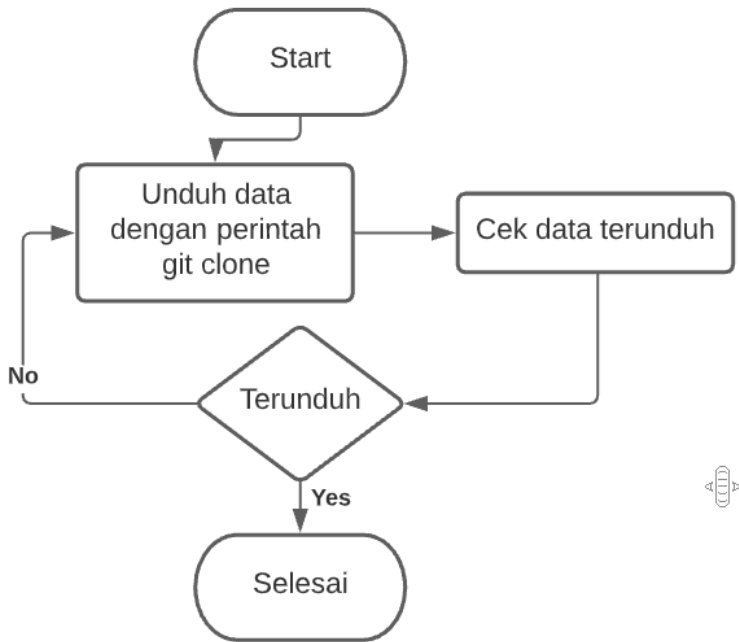 Start
Unduh data
dengan perintah
git clone
Cek data terunduh
No
Terunduh
Yes
Selesai